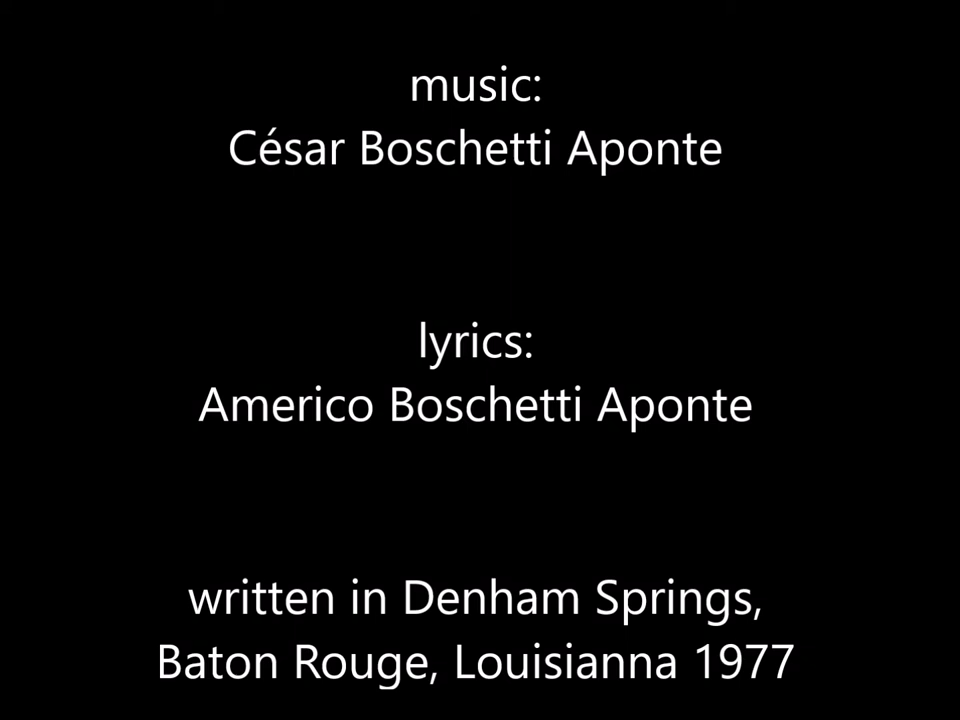 music:
César Boschetti Aponte
lyrics:
Americo Boschetti Aponte
written in Denham Springs,
Baton Rouge, Louisianna 1977